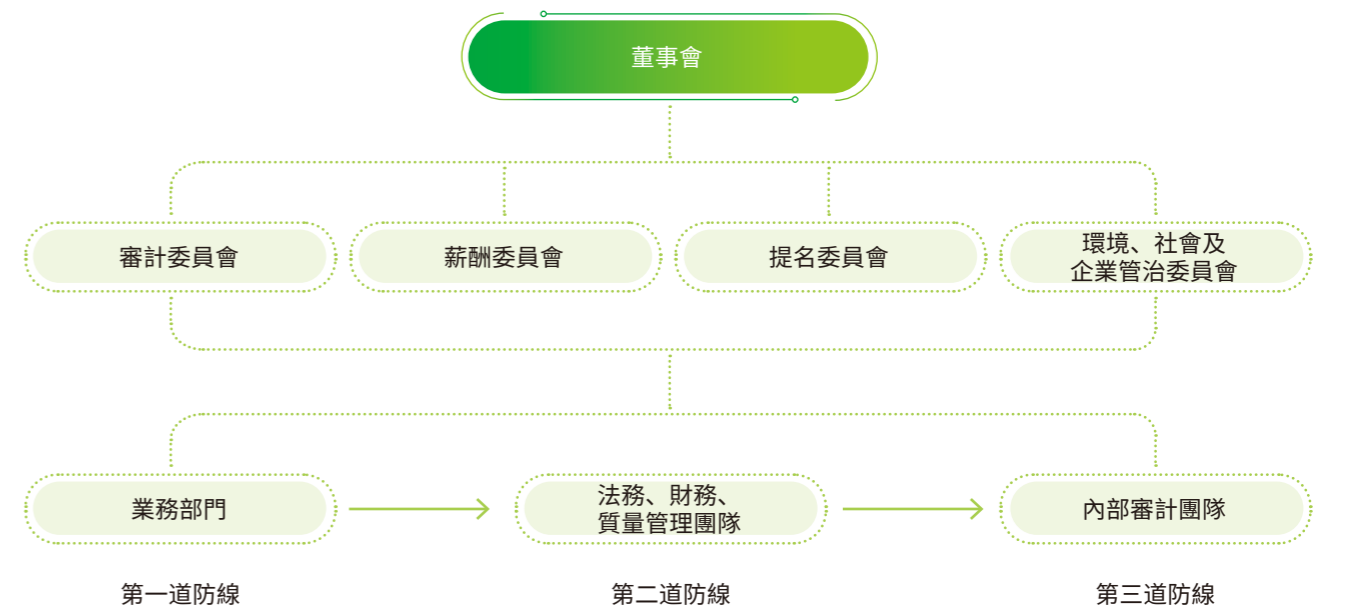 董事會
審計委員會
薪酬委員會
提名委員會
環境、社會及
企業管治委員會
業務部門
法務、財務、
質量管理團隊
內部審計團隊
第一道防線
第二道防線
第三道防線